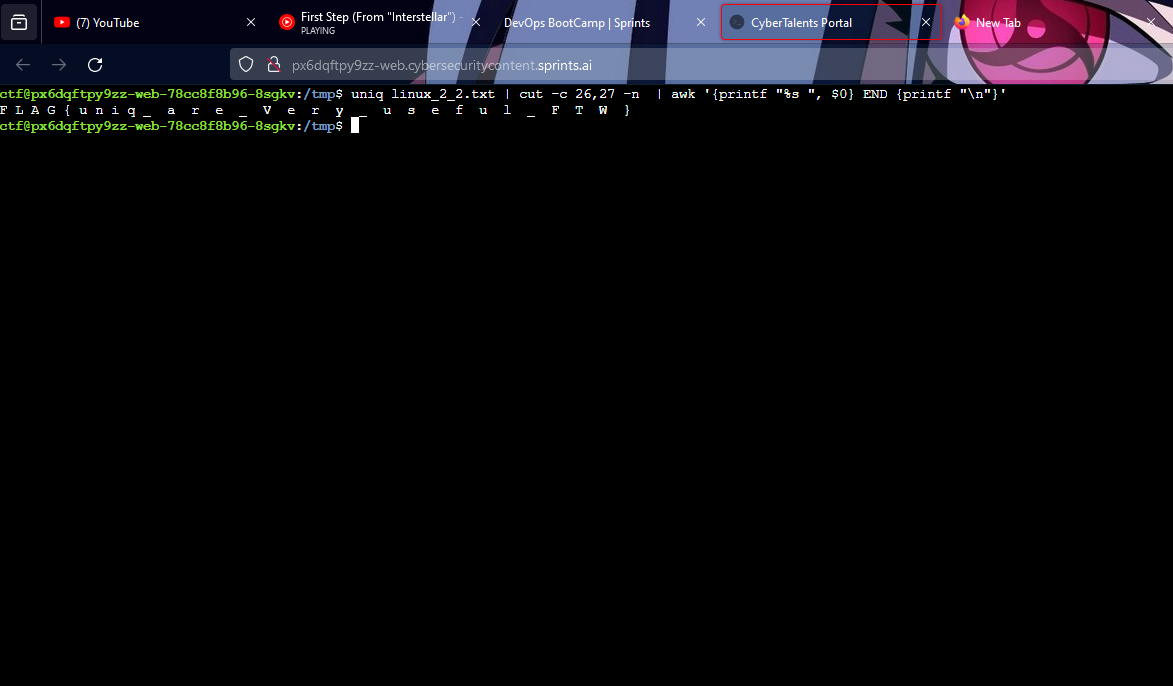 (7) YouTube
First Step (From "Interstellar") -
PLAYING
DevOps BootCamp | Sprints
CyberTalents Portal
New Tab
px6dqftpy9zz-web.cybersecuritycontent.sprints.ai
ctf@px6dqftpy9zz-web-78cc8f8b96-8sgkv:/tmp$ uniq linux_2_2.txt | cut -c 26,27 -n  | awk '{printf "%s ", $0} END {printf "\n"}'
F L A G { u n i q _  a  r  e  _  V  e  r  y  _  u  s  e  f  u  l  _  F  T  W  }
ctf@px6dqftpy9zz-web-78cc8f8b96-8sgkv:/tmp$